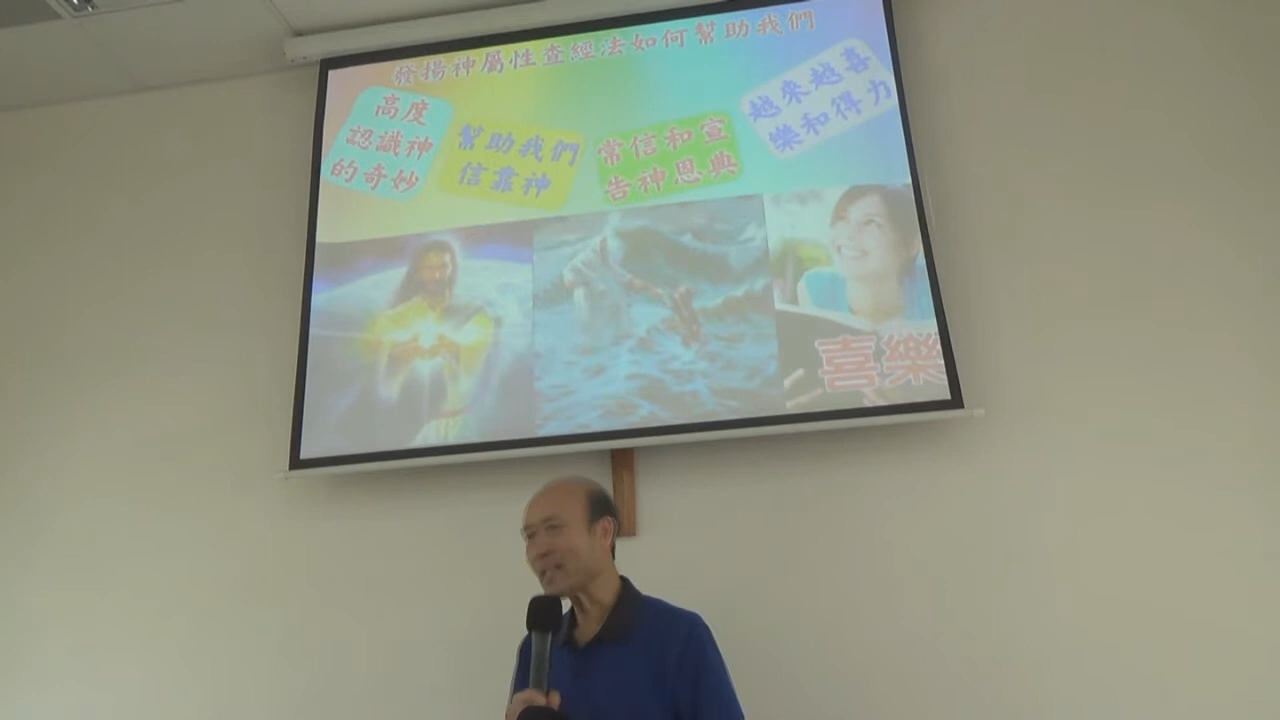 發揚神屬性查經法如何幫助我們
高度
認識神
的奇妙
幫助我們
信靠神
常信和宣
告神恩典
越來越喜
樂和得力
喜樂